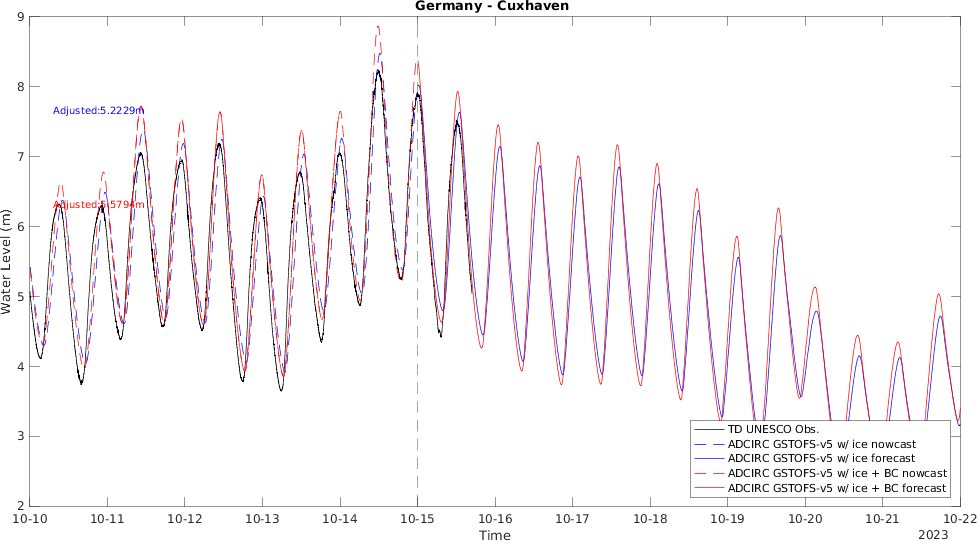 Germany - Cuxhaven
9
8
7
6
5
4
3
2
Water Level (m)
Adjusted:5.2229m
Adjusted:5.5794m
TD UNESCO Obs.
ADCIRC GSTOFS-v5 w/ ice nowcast
ADCIRC GSTOFS-v5 w/ ice forecast
ADCIRC GSTOFS-v5 w/ ice + BC nowcast
ADCIRC GSTOFS-v5 w/ ice + BC forecast
10-10 10-11 10-12 10-13 10-14 10-15 10-16 10-17 10-18 10-19 10-20 10-21 10-22
Time
2023